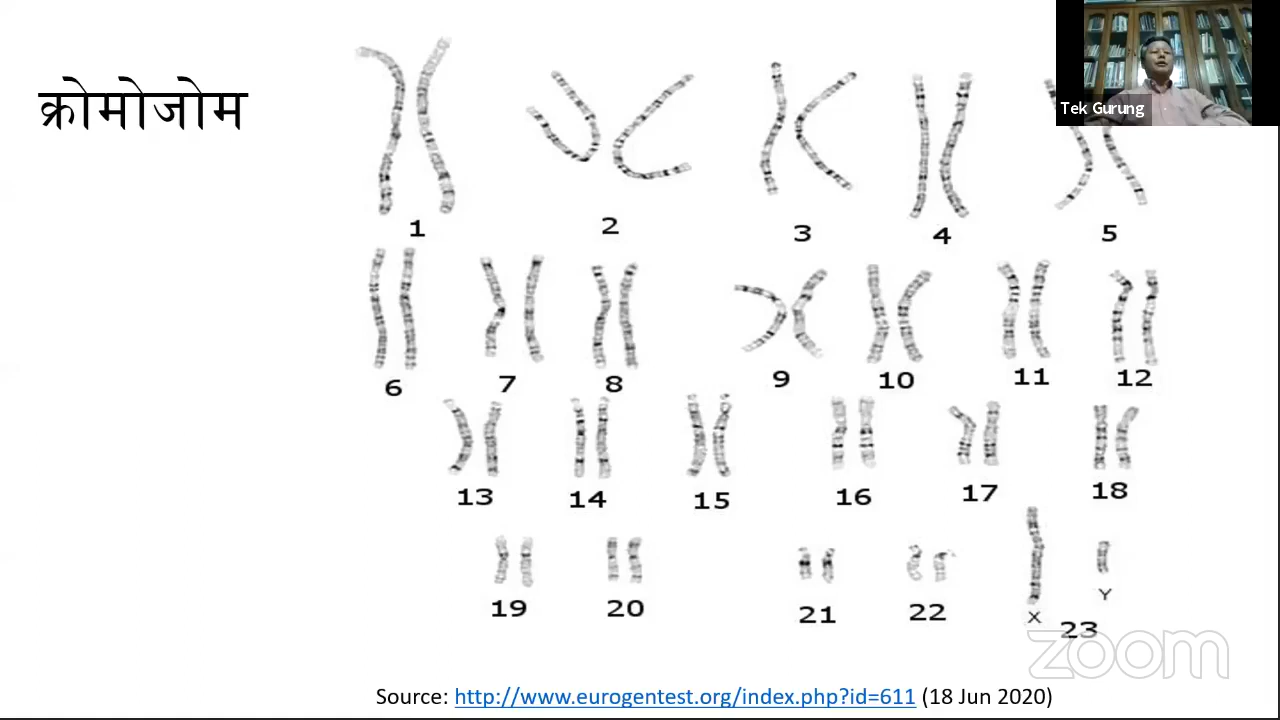 क्रोमोजोम
Tek Gurung
1 2 3 4 5
6 7 8 9 10 11 12
13 14 15 16 17 18
19 20 21 22 X Y 23
zoom
Source: http://www.eurogentest.org/index.php?id=611 (18 Jun 2020)